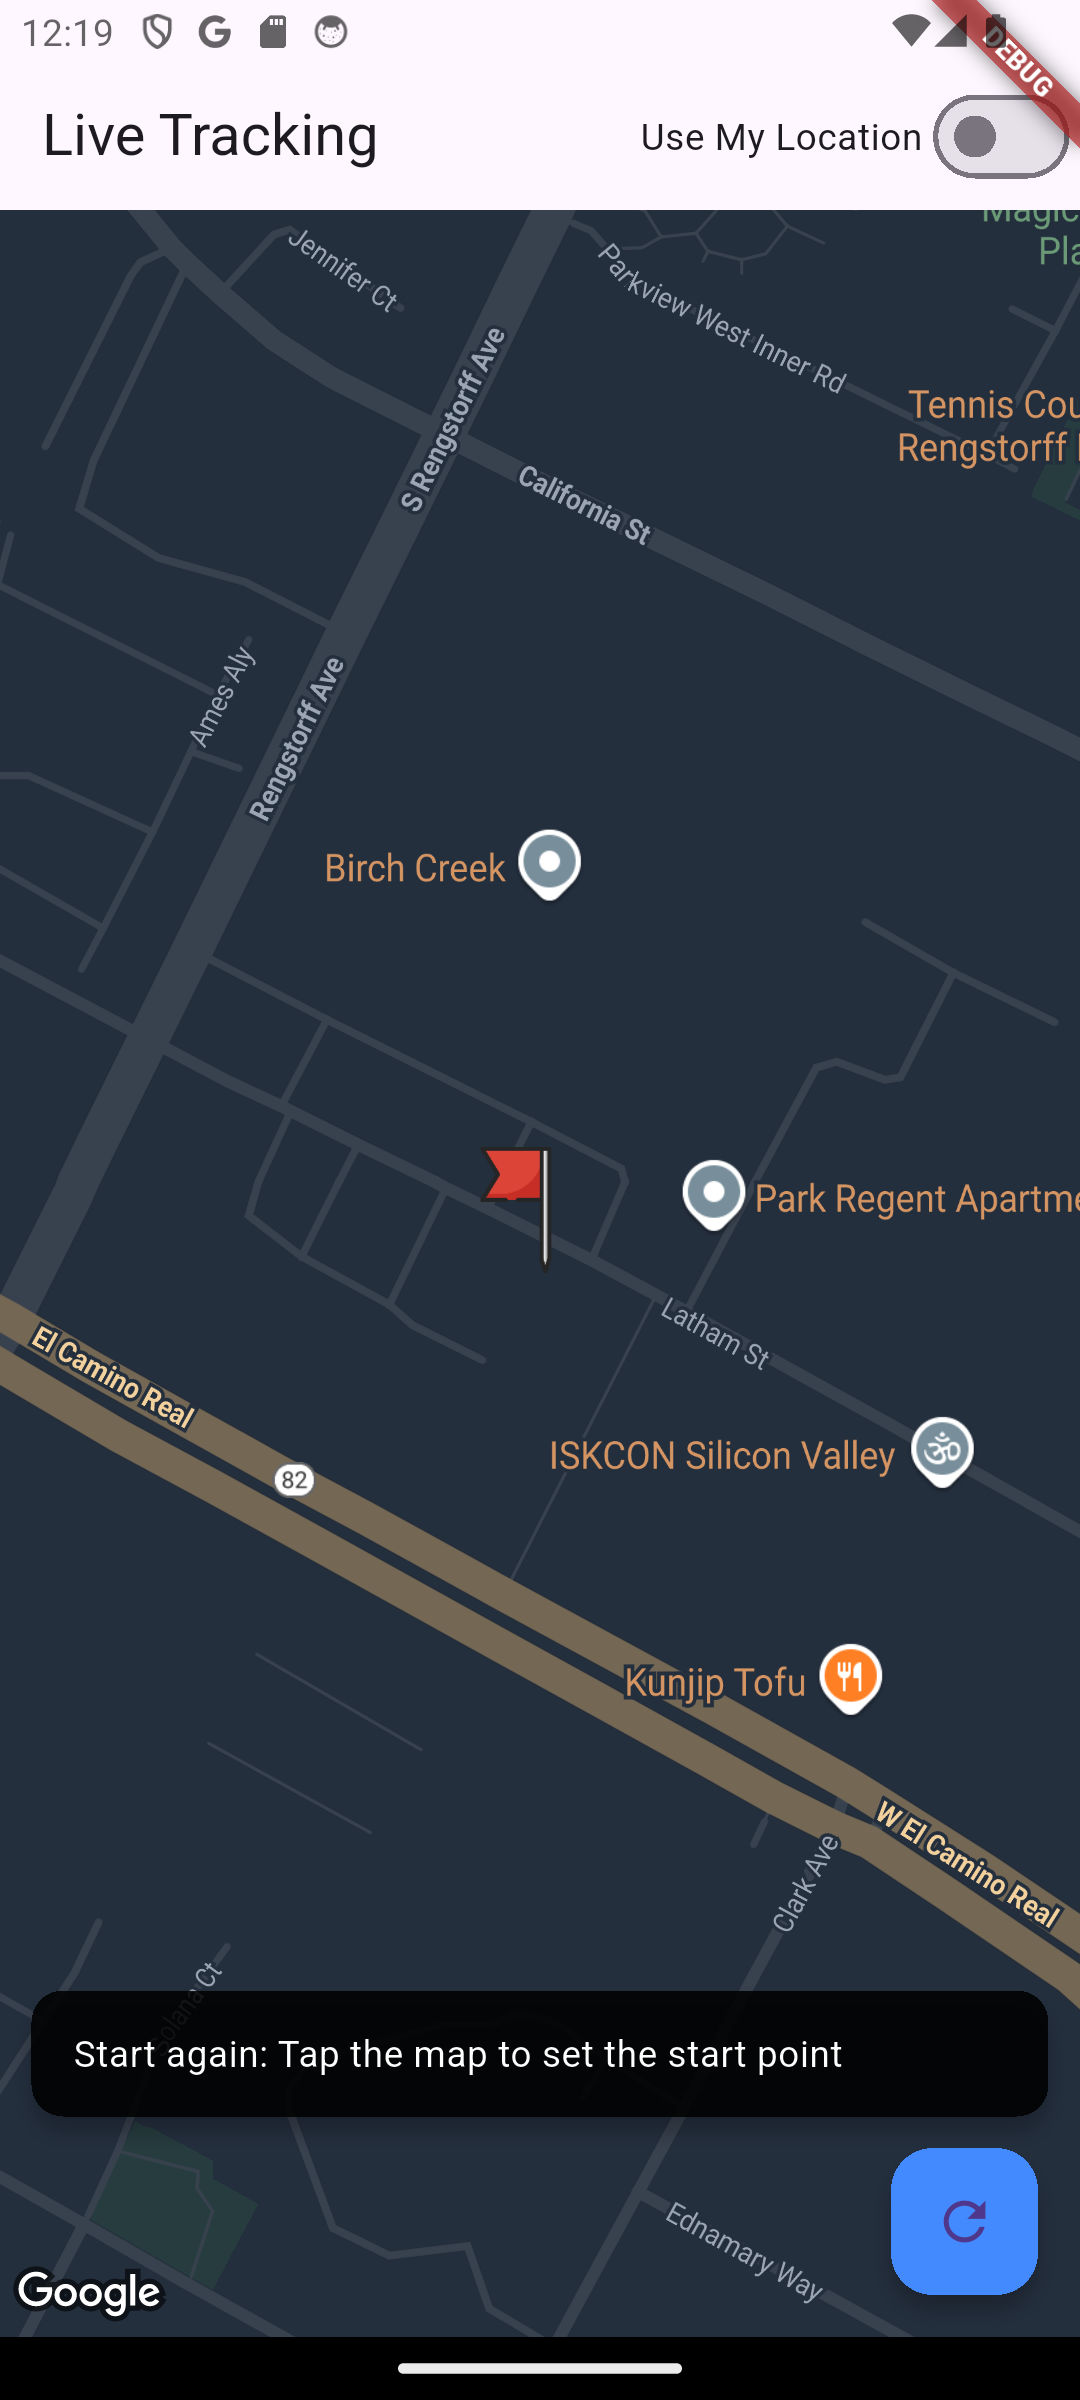 12:19
DEBUG
Live Tracking
Use My Location
Magic
Jennifer Ct
Parkview West Inner Rd
S Rengstorff Ave
Tennis
Rengstorff
California St
Ames Aly
Rengstorff Ave
Birch Creek
Park Regent
Latham St
El Camino Real
ISKCON Silicon Valley
ॐ
82
Kunjip Tofu
W El Camino Real
Clark Ave
Solana Ct
Start again: Tap the map to set the start point
Ednamary Way
Google